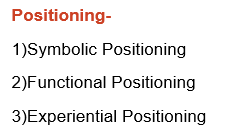 Positioning-
1)Symbolic Positioning
2)Functional Positioning
3)Experiential Positioning